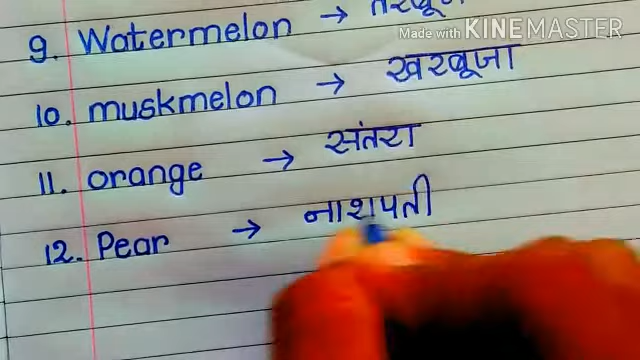 Made with KINEMASTER
9. Watermelon →
10. muskmelon → खरबूजा
11. orange → संतरा
12. Pear → नाशपती